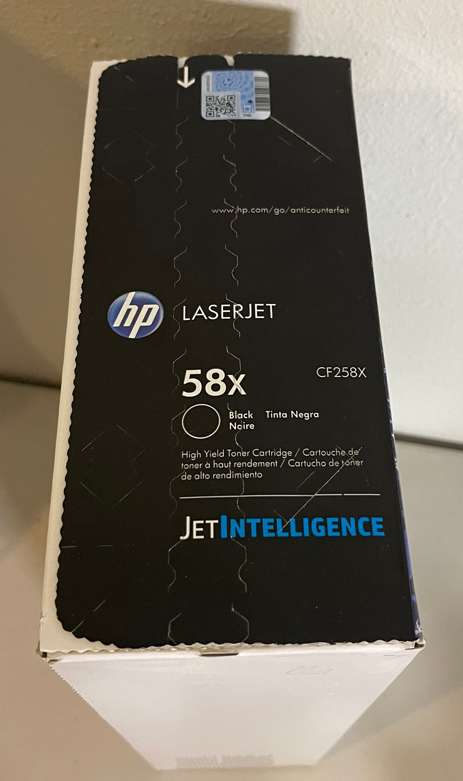 www.hp.com/go/anticounterfeit
hp LASERJET
58X CF258X
Black Tinta Negra
Noire
High Yield Toner Cartridge / Cartouche de
toner à haut rendement / Cartucho de tóner
de alto rendimiento
JETINTELLIGENCE